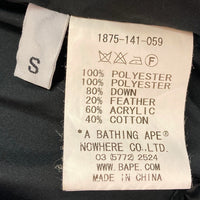 S
1875-141-059
100% POLYESTER
100% POLYESTER
80% DOWN
20% FEATHER
60% ACRYLIC
40% COTTON
"A BATHING APE"
NOWHERE CO.,LTD.
03 (5772) 2524
WWW.BAPE.COM
MADE IN CHINA